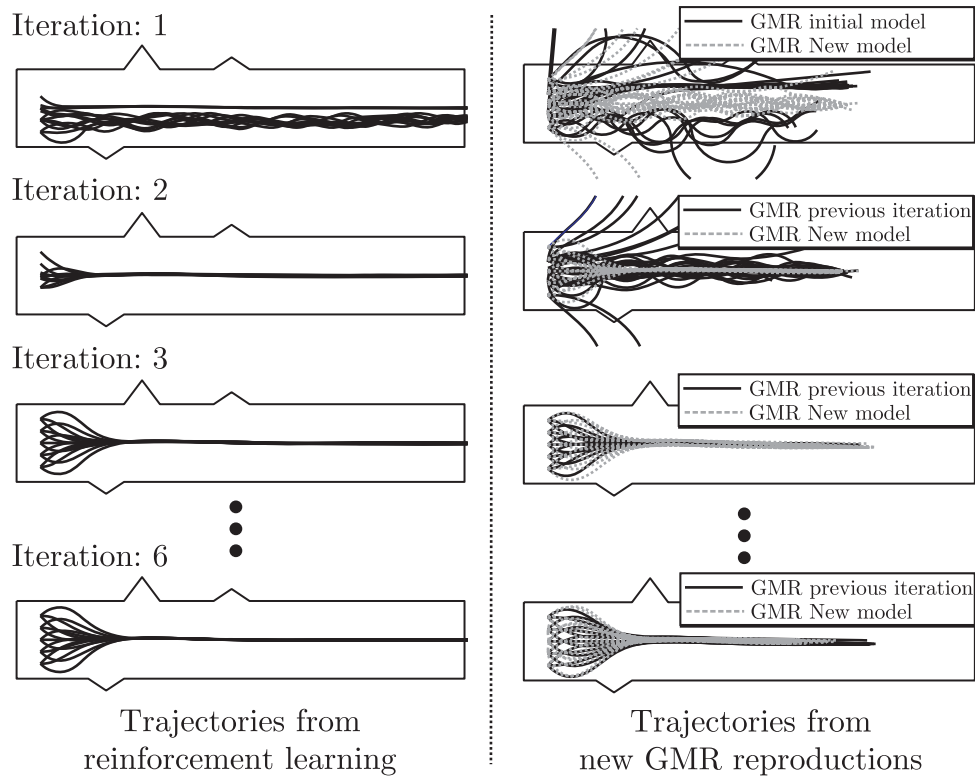 Iteration: 1
GMR initial model
GMR New model
Iteration: 2
GMR previous iteration
GMR New model
Iteration: 3
GMR previous iteration
GMR New model
Iteration: 6
GMR previous iteration
GMR New model
Trajectories from
reinforcement learning
Trajectories from
new GMR reproductions